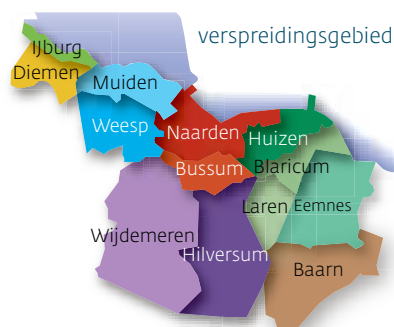 verspreidingsgebied
IJburg
Diemen
Muiden
Weesp
Naarden
Huizen
Bussum
Blaricum
Laren
Eemnes
Wijdemeren
Hilversum
Baarn